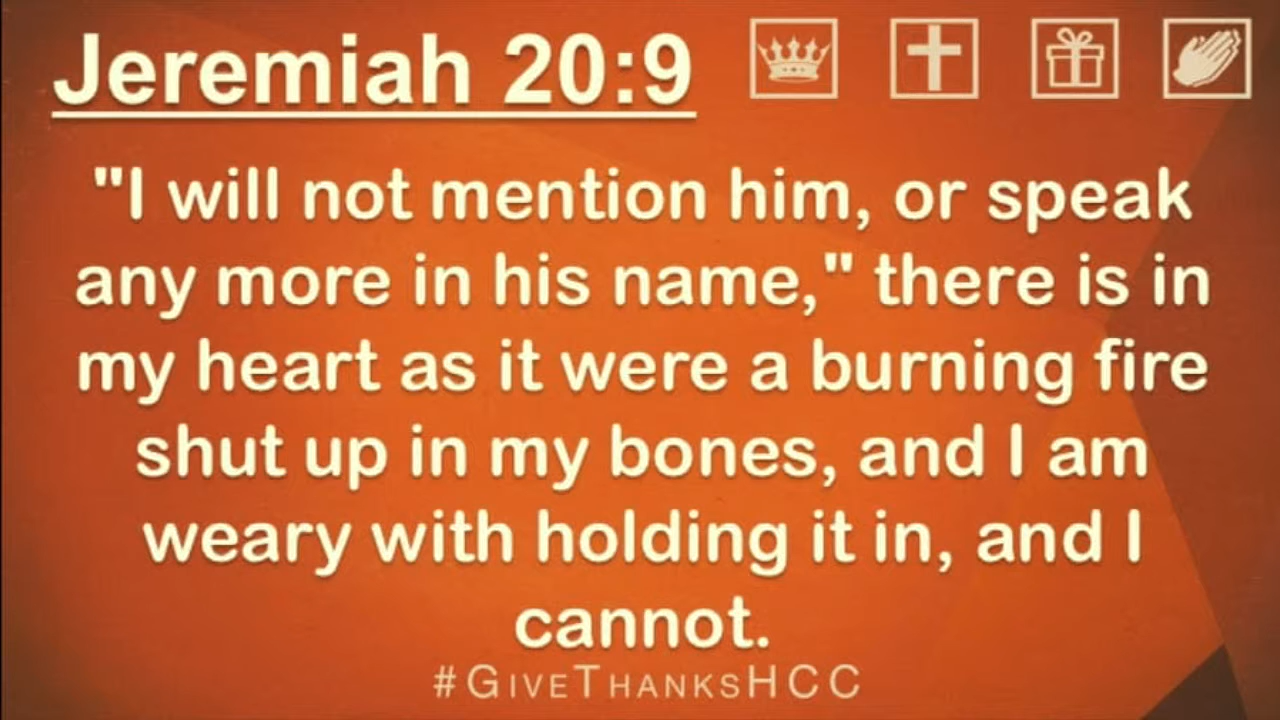 Jeremiah 20:9
"I will not mention him, or speak
any more in his name," there is in
my heart as it were a burning fire
shut up in my bones, and I am
weary with holding it in, and I
cannot.
#GiveThanksHCC